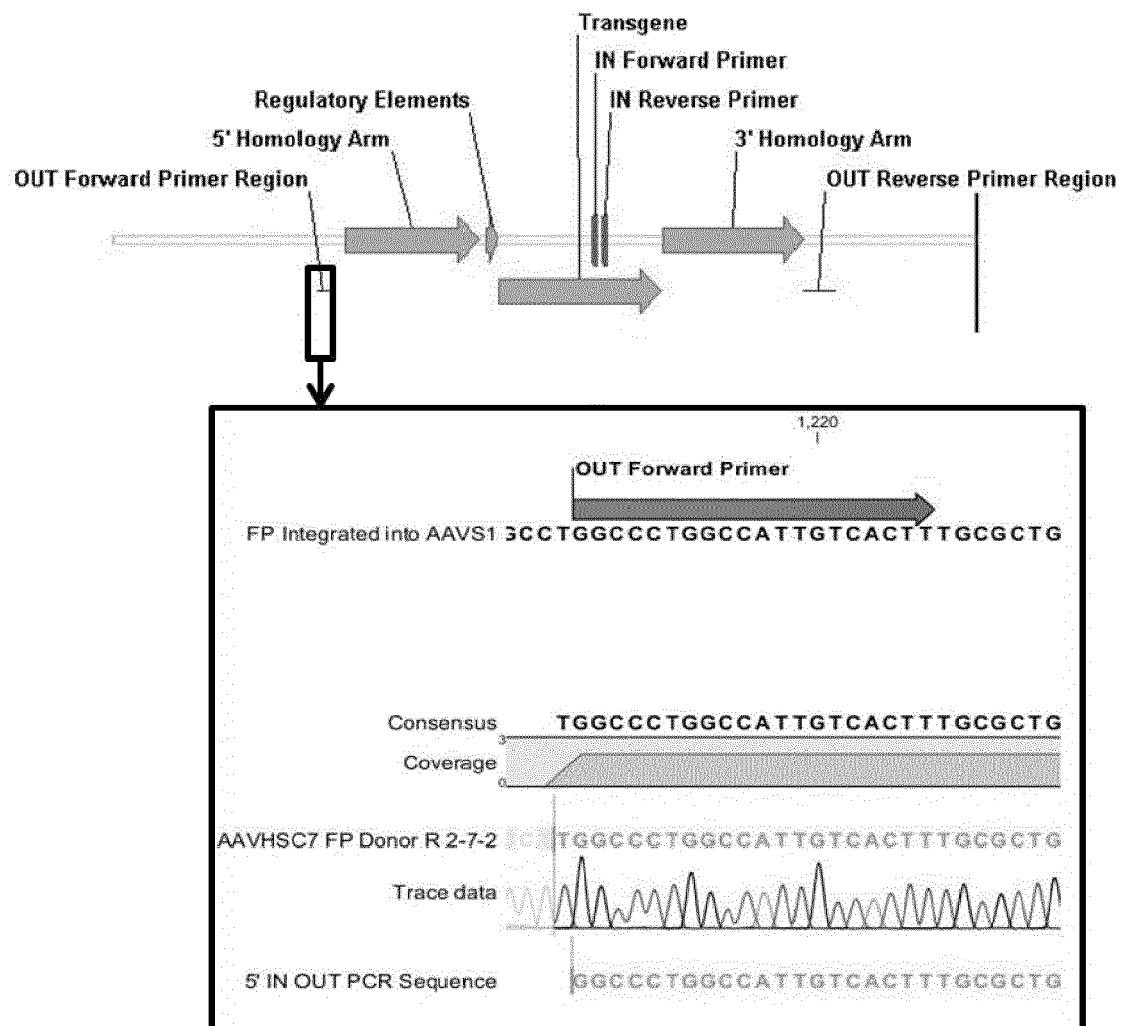 Transgene
IN Forward Primer
Regulatory Elements
IN Reverse Primer
5' Homology Arm
3' Homology Arm
OUT Forward Primer Region
OUT Reverse Primer Region
1,220
OUT Forward Primer
FP Integrated into AAVS1 GCCTGGCCCTGGCCATTGTCACTTTGCGCTG
Consensus TGGCCCTGGCCATTGTCACTTTGCGCTG
3
Coverage
0
AAVHSC7 FP Donor R 2-7-2 TGGCCCTGGCCATTGTCACTTTGCGCTG
Trace data
5' IN OUT PCR Sequence GGCCCTGGCCATTGTCACTTTGCGCTG